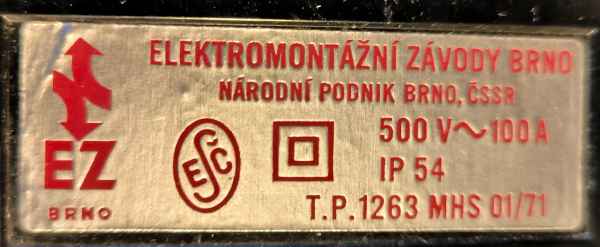 ELEKTROMONTÁŽNÍ ZÁVODY BRNO
NÁRODNÍ PODNIK BRNO, ČSSR
EZ
BRNO
ESČ
500 V~100 A
IP 54
T.P.1263 MHS 01/71